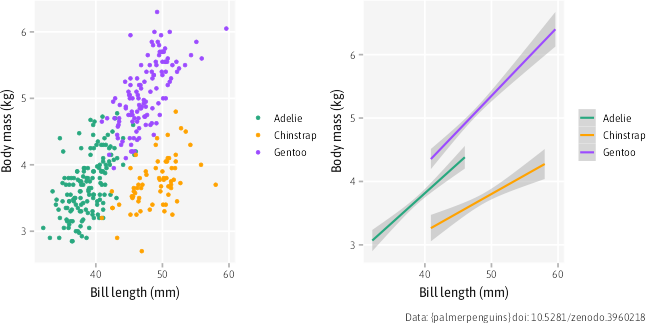 Body mass (kg)
6
5
4
3
40
50
60
Bill length (mm)
Adelie
Chinstrap
Gentoo
Body mass (kg)
6
5
4
3
40
50
60
Bill length (mm)
Adelie
Chinstrap
Gentoo
Data: {palmerpenguins} doi: 10.5281/zenodo.3960218